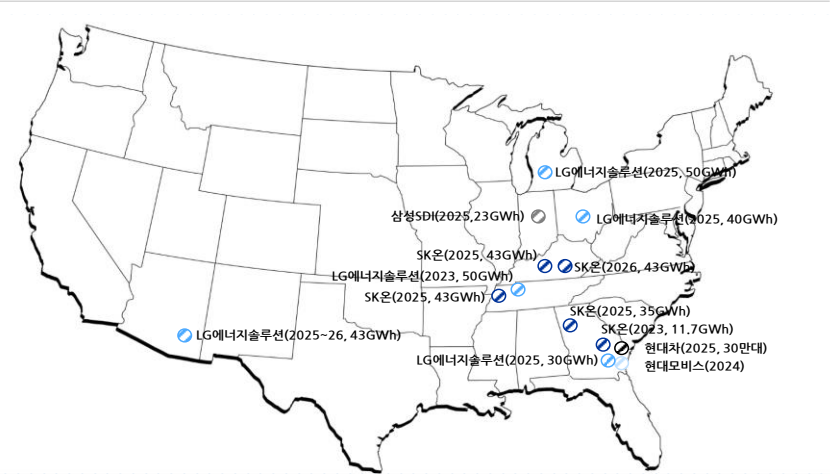 LG에너지솔루션(2025, 50GWh)
삼성SDI(2025,23GWh)
LG에너지솔루션(2025, 40GWh)
SK온(2025, 43GWh)
SK온(2026, 43GWh)
LG에너지솔루션(2023, 50GWh)
SK온(2025, 43GWh)
SK온(2025, 35GWh)
SK온(2023, 11.7GWh)
LG에너지솔루션(2025~26, 43GWh)
현대차(2025, 30만대)
LG에너지솔루션(2025, 30GWh)
현대모비스(2024)